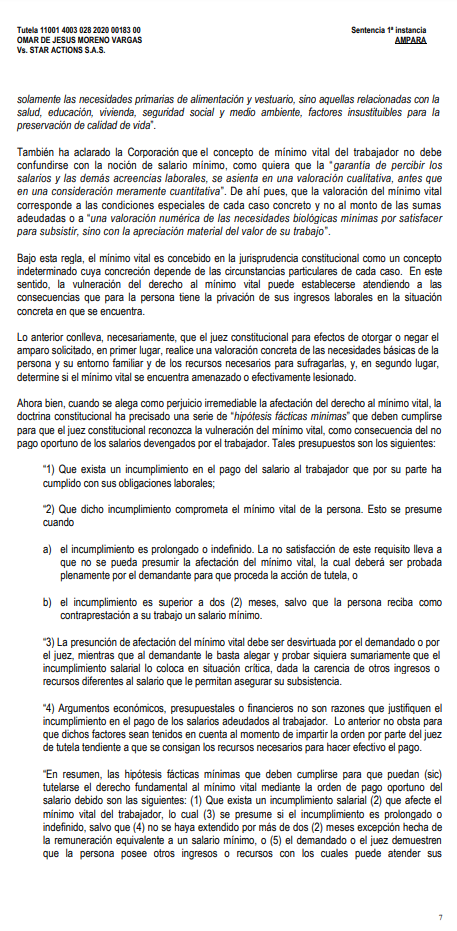 Tutela 11001 4003 028 2020 00183 00
Sentencia 1ª instancia
OMAR DE JESUS MORENO VARGAS
AMPARA
Vs. STAR ACTIONS S.A.S.
solamente las necesidades primarias de alimentación y vestuario, sino aquellas relacionadas con la
salud, educación, vivienda, seguridad social y medio ambiente, factores insustituibles para la
preservación de calidad de vida”.
También ha aclarado la Corporación que el concepto de mínimo vital del trabajador no debe
confundirse con la noción de salario mínimo, como quiera que la “garantía de percibir los
salarios y las demás acreencias laborales, se asienta en una valoración cualitativa, antes que
en una consideración meramente cuantitativa”. De ahí pues, que la valoración del mínimo vital
corresponde a las condiciones especiales de cada caso concreto y no al monto de las sumas
adeudadas o a “una valoración numérica de las necesidades biológicas mínimas por satisfacer
para subsistir, sino con la apreciación material del valor de su trabajo”.
Bajo esta regla, el mínimo vital es concebido en la jurisprudencia constitucional como un concepto
indeterminado cuya concreción depende de las circunstancias particulares de cada caso. En este
sentido, la vulneración del derecho al mínimo vital puede establecerse atendiendo a las
consecuencias que para la persona tiene la privación de sus ingresos laborales en la situación
concreta en que se encuentra.
Lo anterior conlleva, necesariamente, que el juez constitucional para efectos de otorgar o negar el
amparo solicitado, en primer lugar, realice una valoración concreta de las necesidades básicas de la
persona y su entorno familiar y de los recursos necesarios para sufragarlas, y, en segundo lugar,
determine si el mínimo vital se encuentra amenazado o efectivamente lesionado.
Ahora bien, cuando se alega como perjuicio irremediable la afectación del derecho al mínimo vital, la
doctrina constitucional ha precisado una serie de “hipótesis fácticas mínimas” que deben cumplirse
para que el juez constitucional reconozca la vulneración del mínimo vital, como consecuencia del no
pago oportuno de los salarios devengados por el trabajador. Tales presupuestos son los siguientes:
“1) Que exista un incumplimiento en el pago del salario al trabajador que por su parte ha
cumplido con sus obligaciones laborales;
“2) Que dicho incumplimiento comprometa el mínimo vital de la persona. Esto se presume
cuando
a) el incumplimiento es prolongado o indefinido. La no satisfacción de este requisito lleva a
que no se pueda presumir la afectación del mínimo vital, la cual deberá ser probada
plenamente por el demandante para que proceda la acción de tutela, o
b) el incumplimiento es superior a dos (2) meses, salvo que la persona reciba como
contraprestación a su trabajo un salario mínimo.
“3) La presunción de afectación del mínimo vital debe ser desvirtuada por el demandado o por
el juez, mientras que al demandante le basta alegar y probar siquiera sumariamente que el
incumplimiento salarial lo coloca en situación crítica, dada la carencia de otros ingresos o
recursos diferentes al salario que le permitan asegurar su subsistencia.
“4) Argumentos económicos, presupuestales o financieros no son razones que justifiquen el
incumplimiento en el pago de los salarios adeudados al trabajador. Lo anterior no obsta para
que dichos factores sean tenidos en cuenta al momento de impartir la orden por parte del juez
de tutela tendiente a que se consigan los recursos necesarios para hacer efectivo el pago.
“En resumen, las hipótesis fácticas mínimas que deben cumplirse para que puedan (sic)
tutelarse el derecho fundamental al mínimo vital mediante la orden de pago oportuno del
salario debido son las siguientes: (1) Que exista un incumplimiento salarial (2) que afecte el
mínimo vital del trabajador, lo cual (3) se presume si el incumplimiento es prolongado o
indefinido, salvo que (4) no se haya extendido por más de dos (2) meses excepción hecha de
la remuneración equivalente a un salario mínimo, o (5) el demandado o el juez demuestren
que la persona posee otros ingresos o recursos con los cuales puede atender sus
7